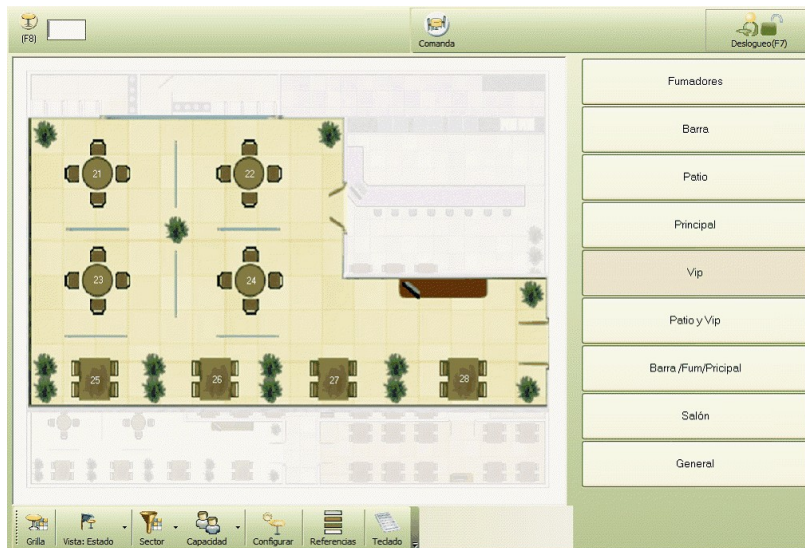 (F8)
Comanda
Deslogueo(F7)
Fumadores
Barra
Patio
Principal
Vip
Patio y Vip
Barra /Fum/Pricipal
Salón
General
21
22
23
24
25
26
27
28
Grilla
Vista: Estado
Sector
Capacidad
Configurar
Referencias
Teclado